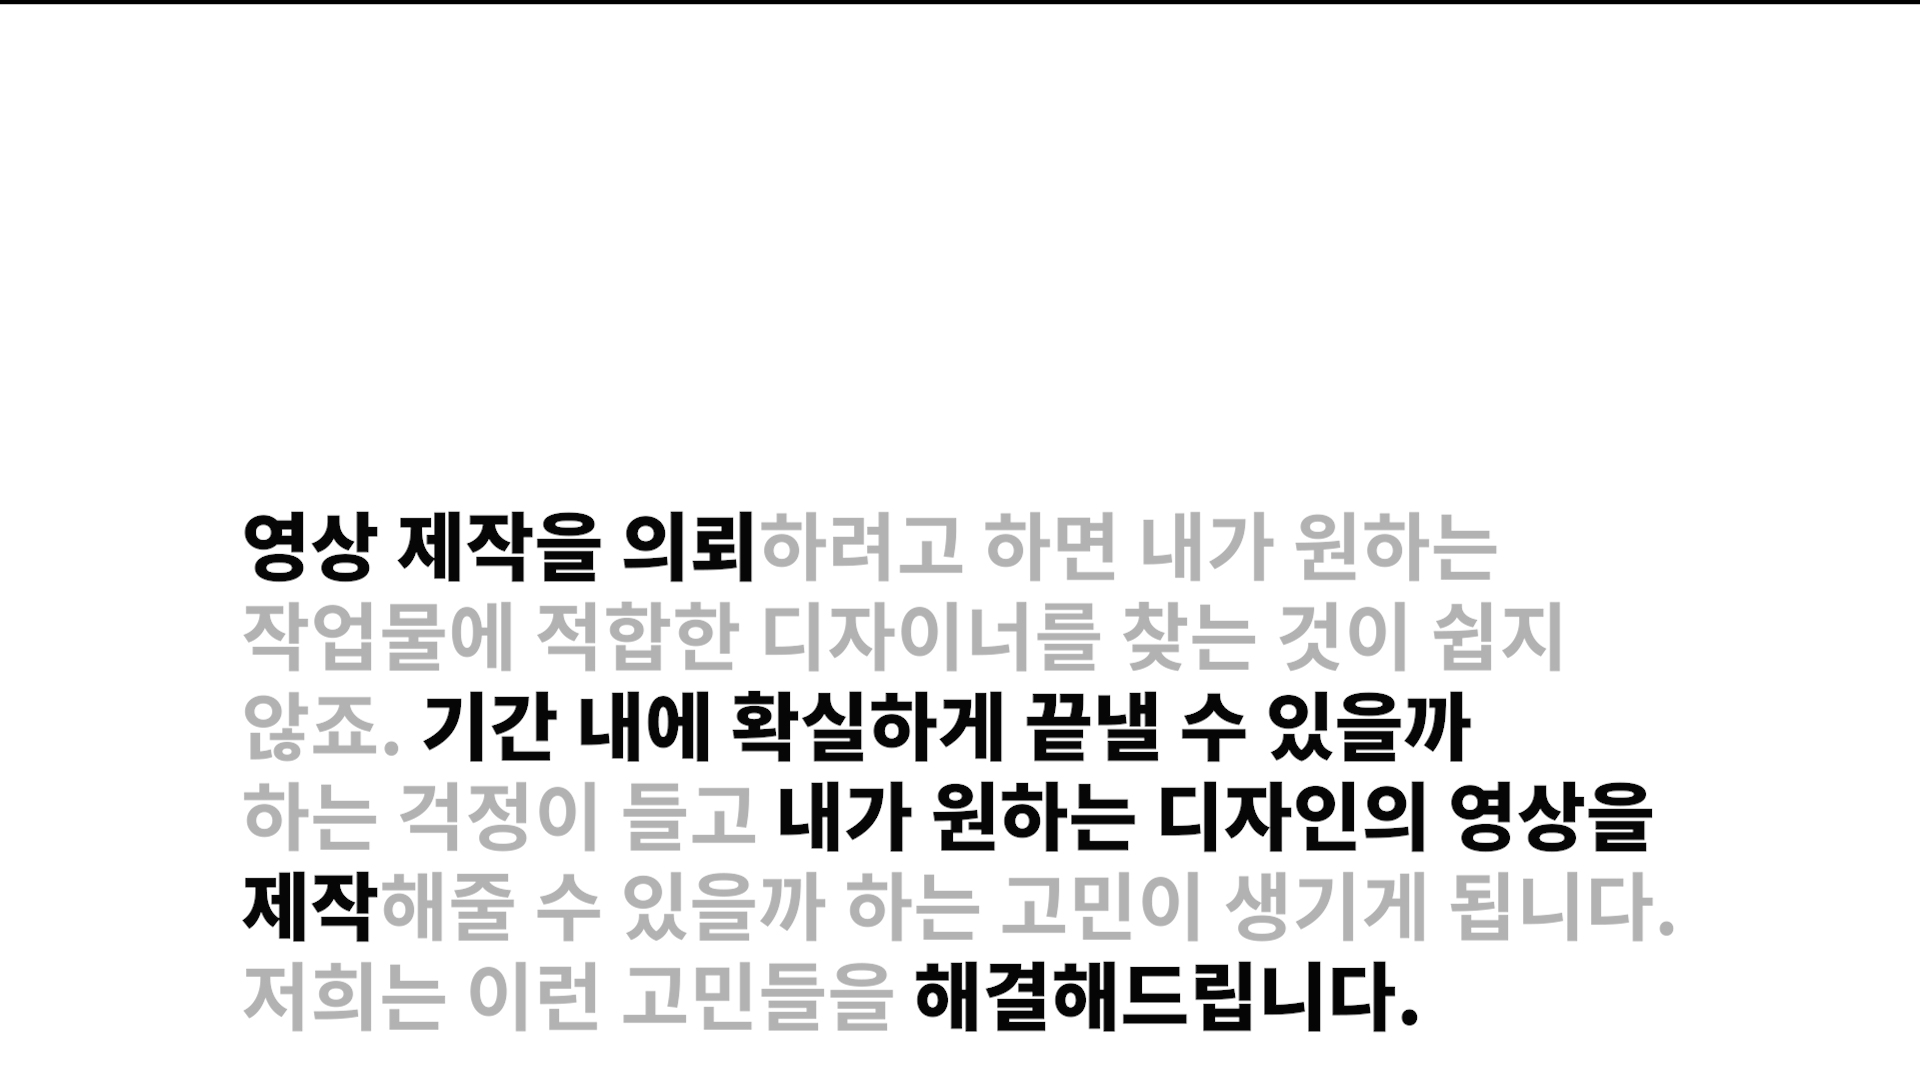 영상 제작을 의뢰하려고 하면 내가 원하는
작업물에 적합한 디자이너를 찾는 것이 쉽지
않죠. 기간 내에 확실하게 끝낼 수 있을까
하는 걱정이 들고 내가 원하는 디자인의 영상을
제작해줄 수 있을까 하는 고민이 생기게 됩니다.
저희는 이런 고민들을 해결해드립니다.